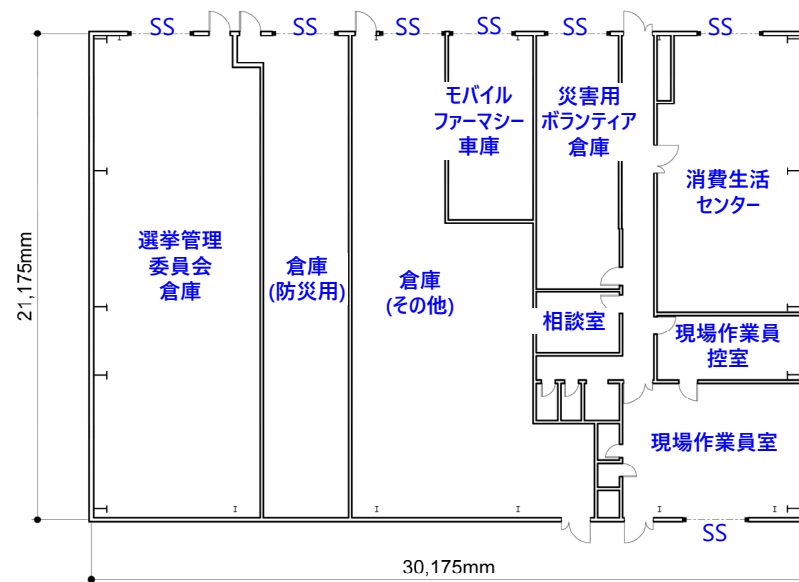 SS
SS
SS
SS
SS
SS
モバイル
ファーマシー
車庫
災害用
ボランティア
倉庫
消費生活
センター
選挙管理
委員会
倉庫
倉庫
(防災用)
倉庫
(その他)
相談室
現場作業員
控室
現場作業員室
SS
21,175mm
30,175mm